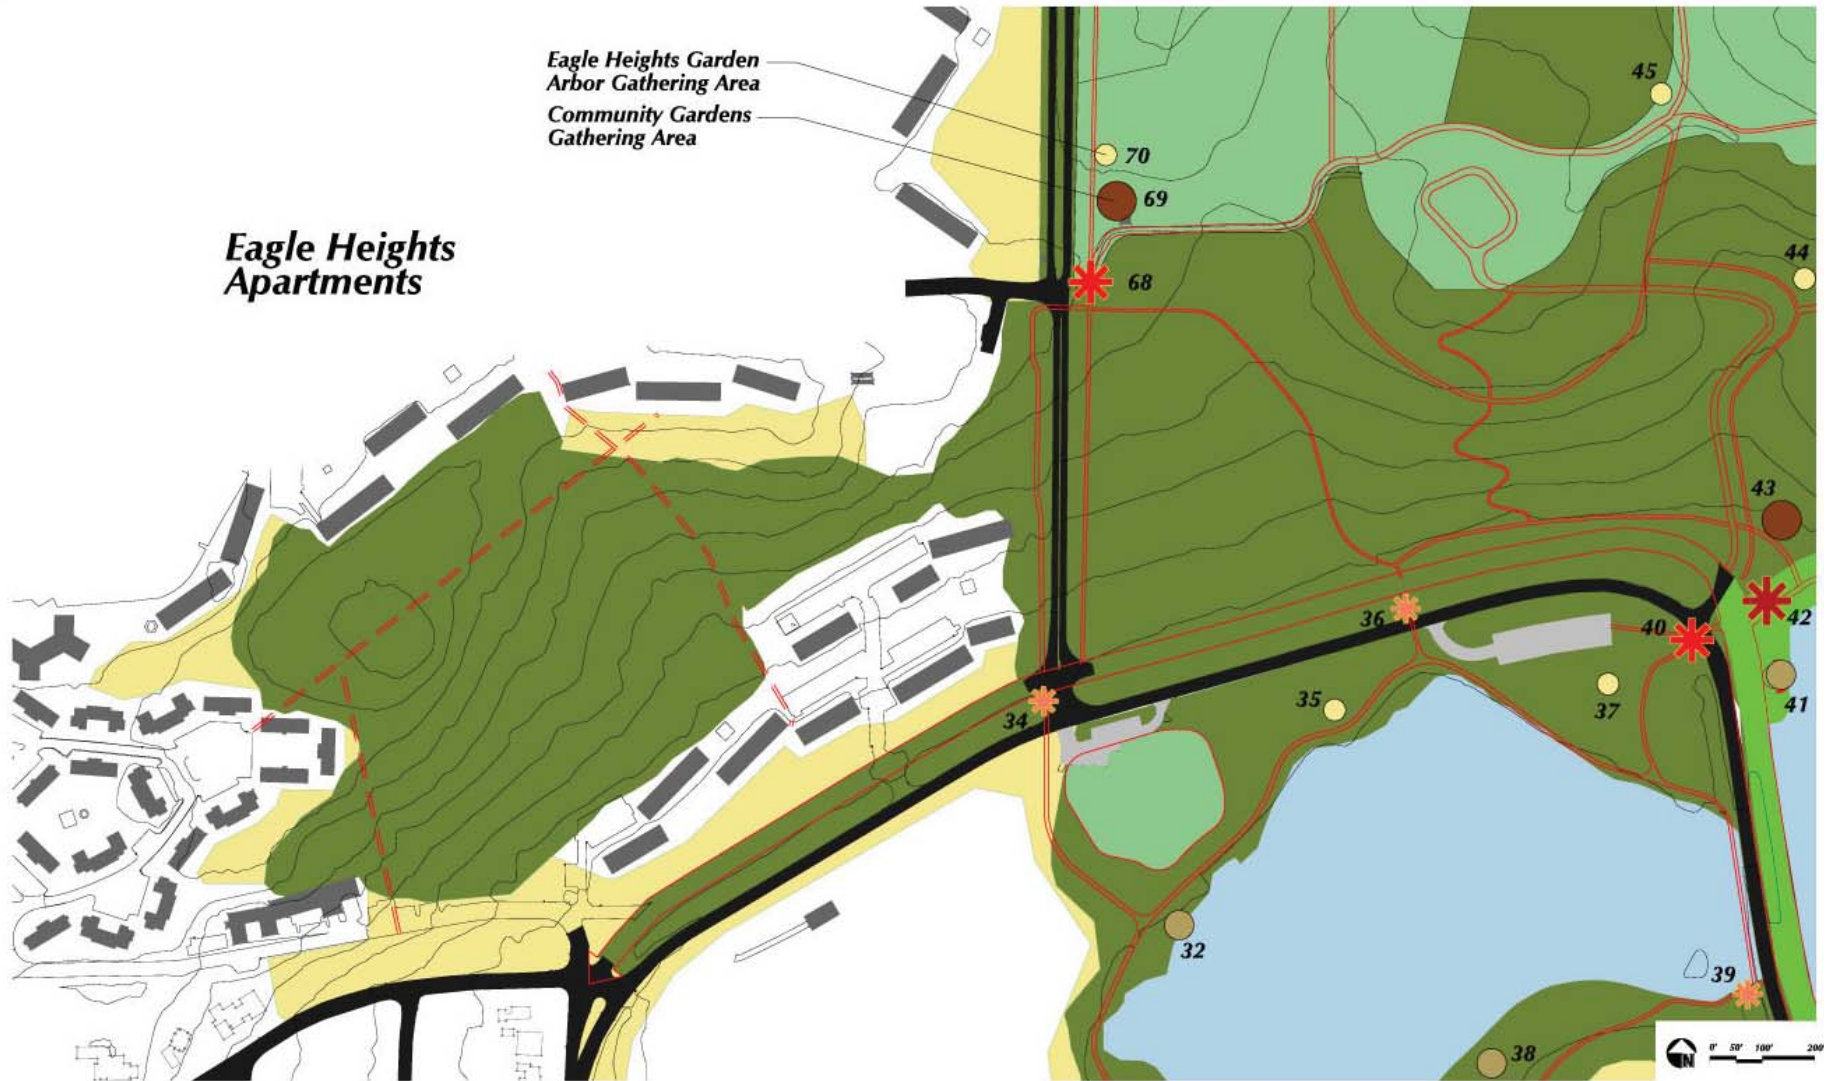 Eagle Heights Garden
Arbor Gathering Area
Community Gardens
Gathering Area
Eagle Heights
Apartments
45
70
69
44
68
43
36
40
42
35
37
41
34
32
39
38
N
0' 50' 100' 200'